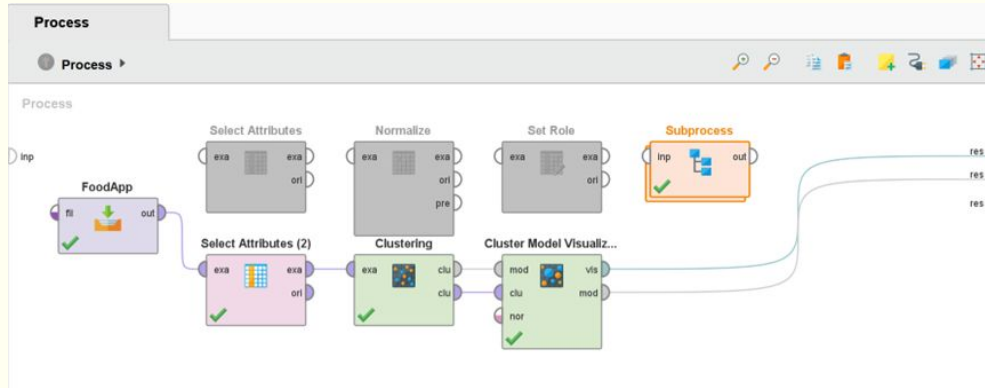 Process
Process
Process
Select Attributes
Normalize
Set Role
Subprocess
inp
exa
exa
ori
exa
exa
ori
pre
exa
exa
ori
inp
out
res
res
res
FoodApp
fil
out
Select Attributes (2)
Clustering
Cluster Model Visualiz...
exa
exa
ori
exa
clu
clu
mod
vis
clu
mod
nor